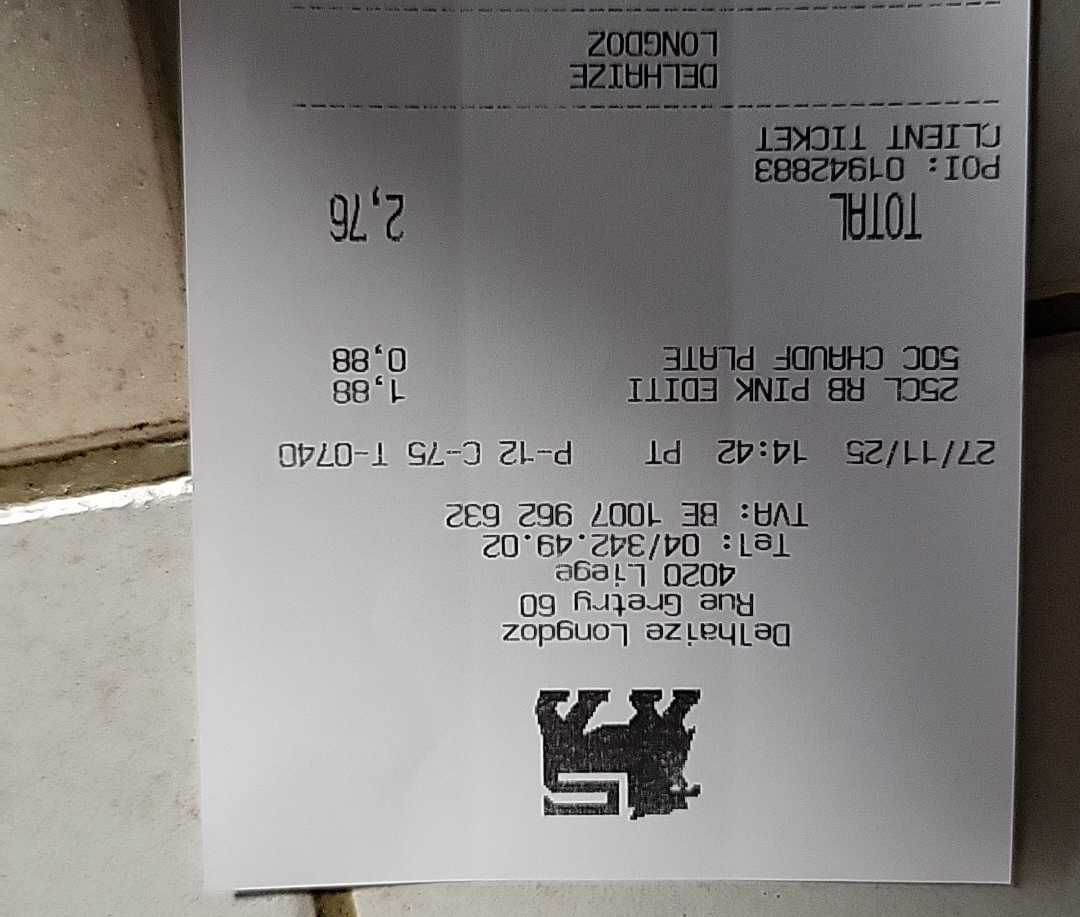 Delhaize Longdoz
Rue Gretry 60
4020 Liege
Tel: 04/342.49.02
TVA: BE 1007 962 632
27/11/25 14:42 PT P-12 C-75 T-0740
25CL RB PINK EDITI 1,88
50C CHAUDF PLATE 0,88
TOTAL 2,76
POI: 01942883
CLIENT TICKET
DELHAIZE
LONGDOZ